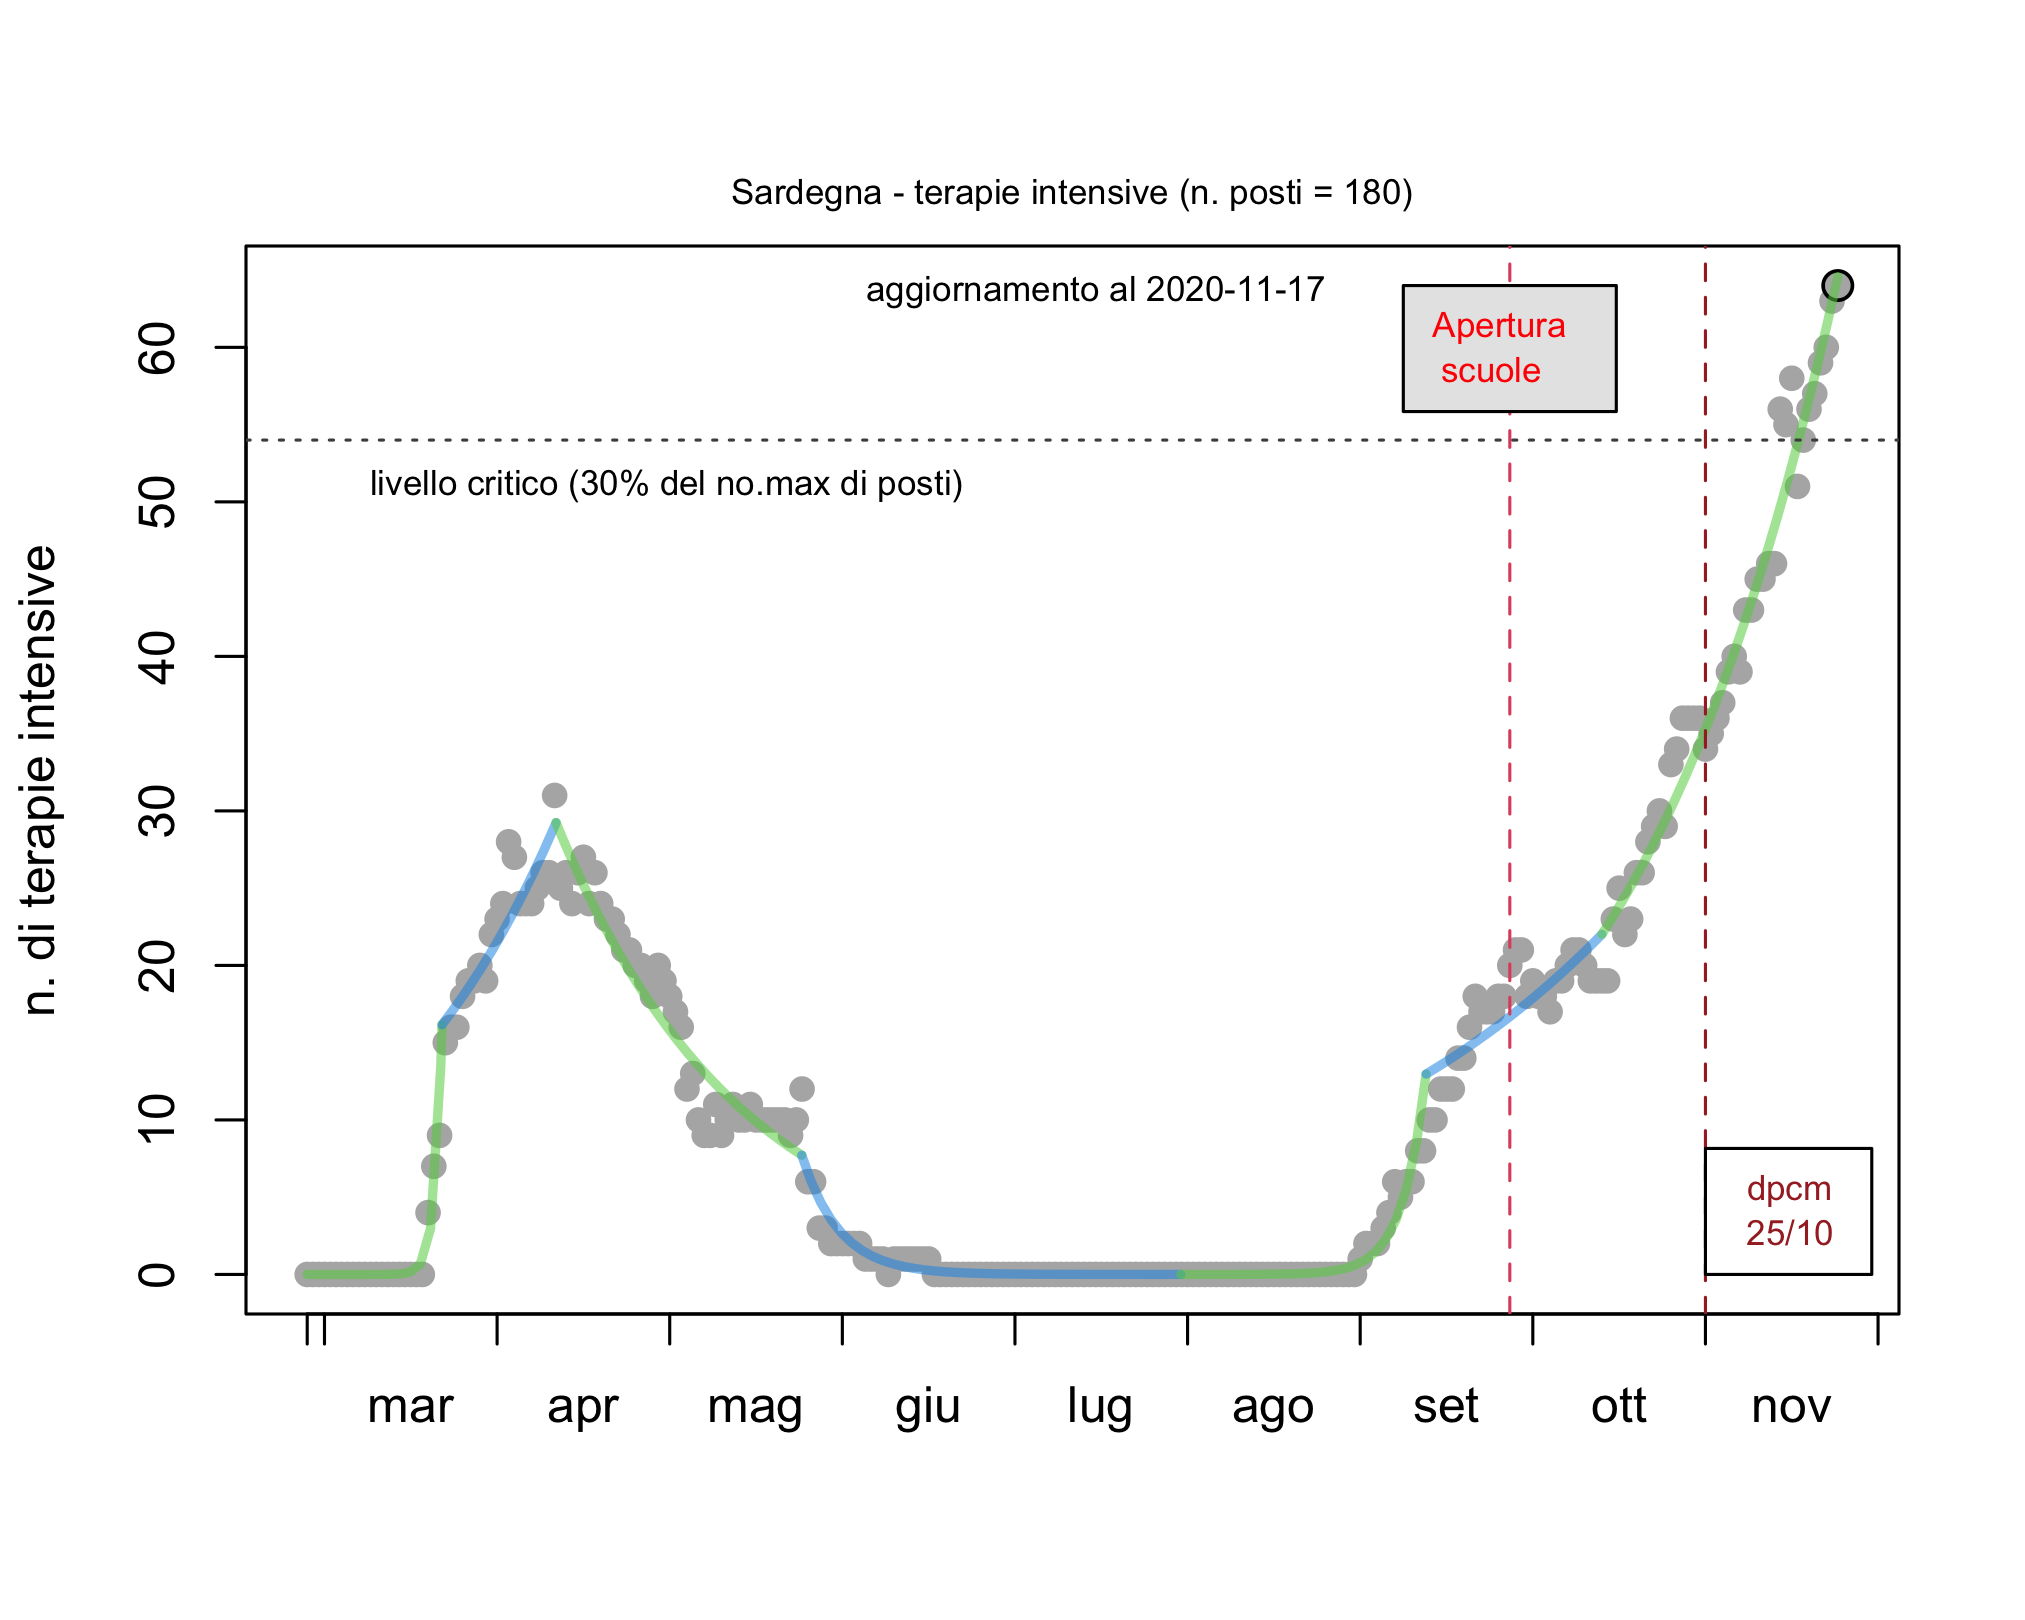 Sardegna - terapie intensive (n. posti = 180)
aggiornamento al 2020-11-17
Apertura
scuole
livello critico (30% del no.max di posti)
n. di terapie intensive
60
50
40
30
20
10
0
dpcm
25/10
mar apr mag giu lug ago set ott nov